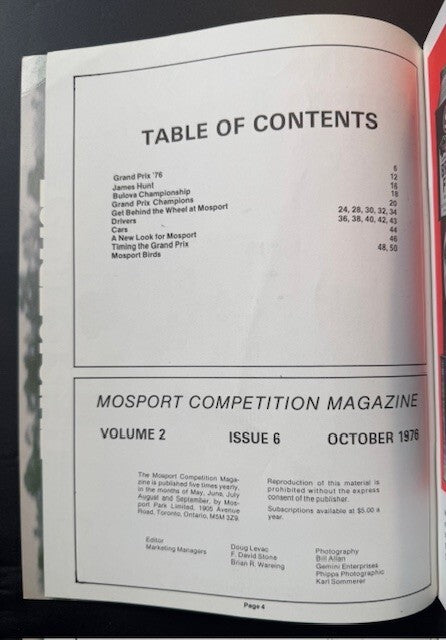 TABLE OF CONTENTS
Grand Prix '76 6
James Hunt 12
Bulova Championship 16
Grand Prix Champions 18
Get Behind the Wheel at Mosport 20
Drivers 24, 28, 30, 32, 34
Cars 36, 38, 40, 42, 43
A New Look for Mosport 44
Timing the Grand Prix 46
Mosport Birds 48, 50
MOSPORT COMPETITION MAGAZINE
VOLUME 2 ISSUE 6 OCTOBER 1976
The Mosport Competition Maga-
zine is published five times yearly,
in the months of May, June, July
August and September, by Mos-
port Park Limited, 1905 Avenue
Road, Toronto, Ontario, M5M 3Z9.
Reproduction of this material is
prohibited without the express
consent of the publisher.
Subscriptions available at $5.00 a
year.
Editor
Marketing Managers
Doug Levac
F. David Stone
Brian R. Wareing
Photography
Bill Allan
Gemini Enterprises
Phippa Photographic
Karl Sommerer
Page 4